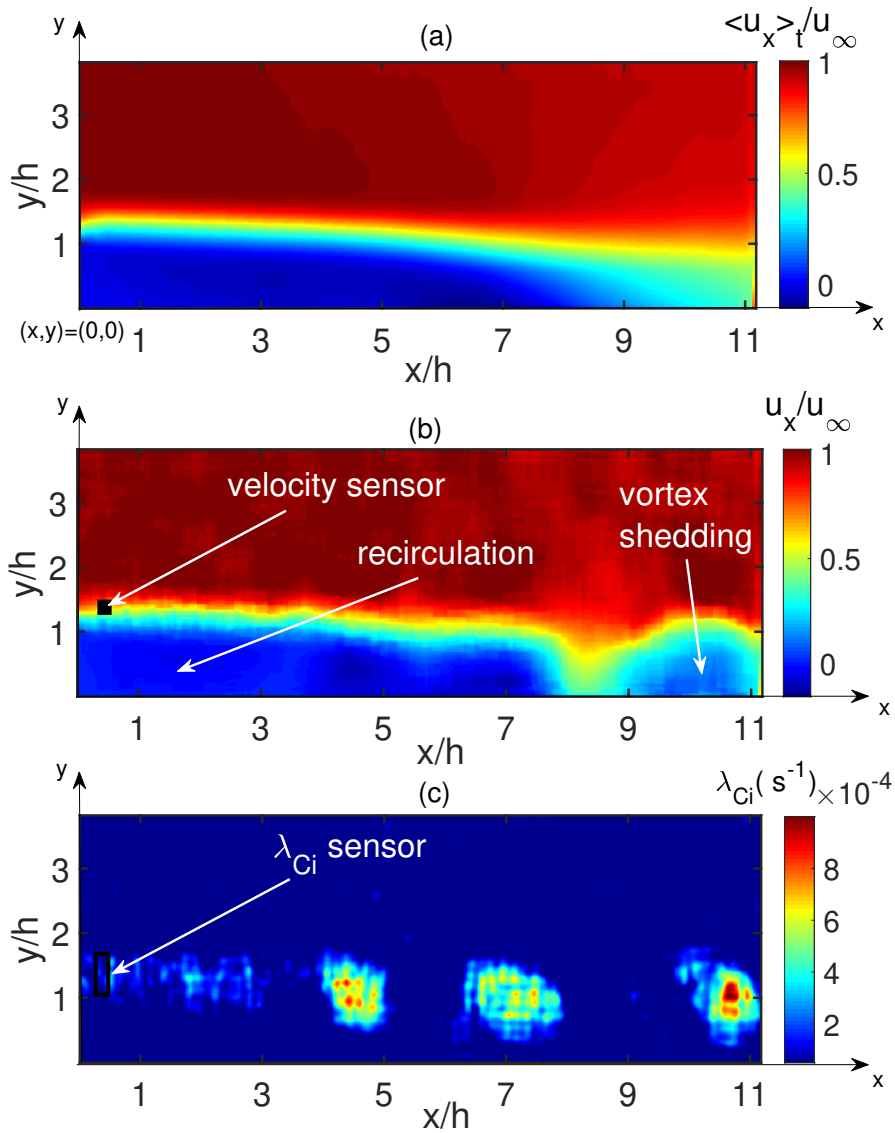 y
(a)
<u_x>_t/u_∞
3
2
1
y/h
1
0.5
0
(x,y)=(0,0)
1 3 5 7 9 11
x
x/h
y
(b)
u_x/u_∞
3
2
1
y/h
velocity sensor
recirculation
vortex
shedding
1
0.5
0
1 3 5 7 9 11
x
x/h
y
(c)
λ_Ci( s^-1) ×10^-4
3
2
1
y/h
λ_Ci sensor
8
6
4
2
1 3 5 7 9 11
x
x/h